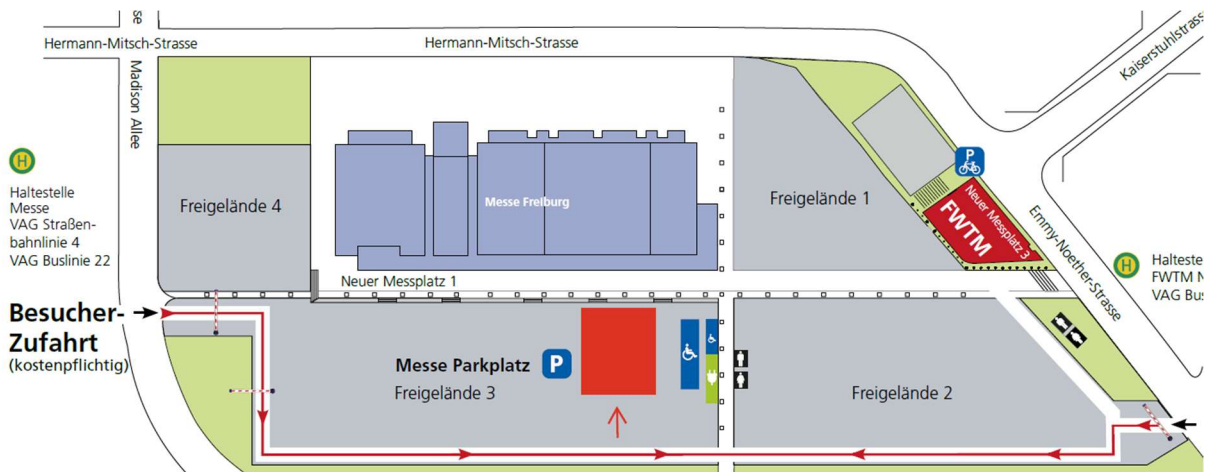 se
Hermann-Mitsch-Strasse
Hermann-Mitsch-Strasse
Kaiserstuhlstrass
Madison Allee
H
Haltestelle
Messe
VAG Straßen-
bahnlinie 4
VAG Buslinie 22
Freigelände 4
Messe Freiburg
Freigelände 1
P
Neuer Messplatz 3
FWTM
Emmy-Noether-Strasse
H
Halteste
FWTM N
VAG Bus
Neuer Messplatz 1
Besucher-
Zufahrt
(kostenpflichtig)
Messe Parkplatz
P
Freigelände 3
Freigelände 2